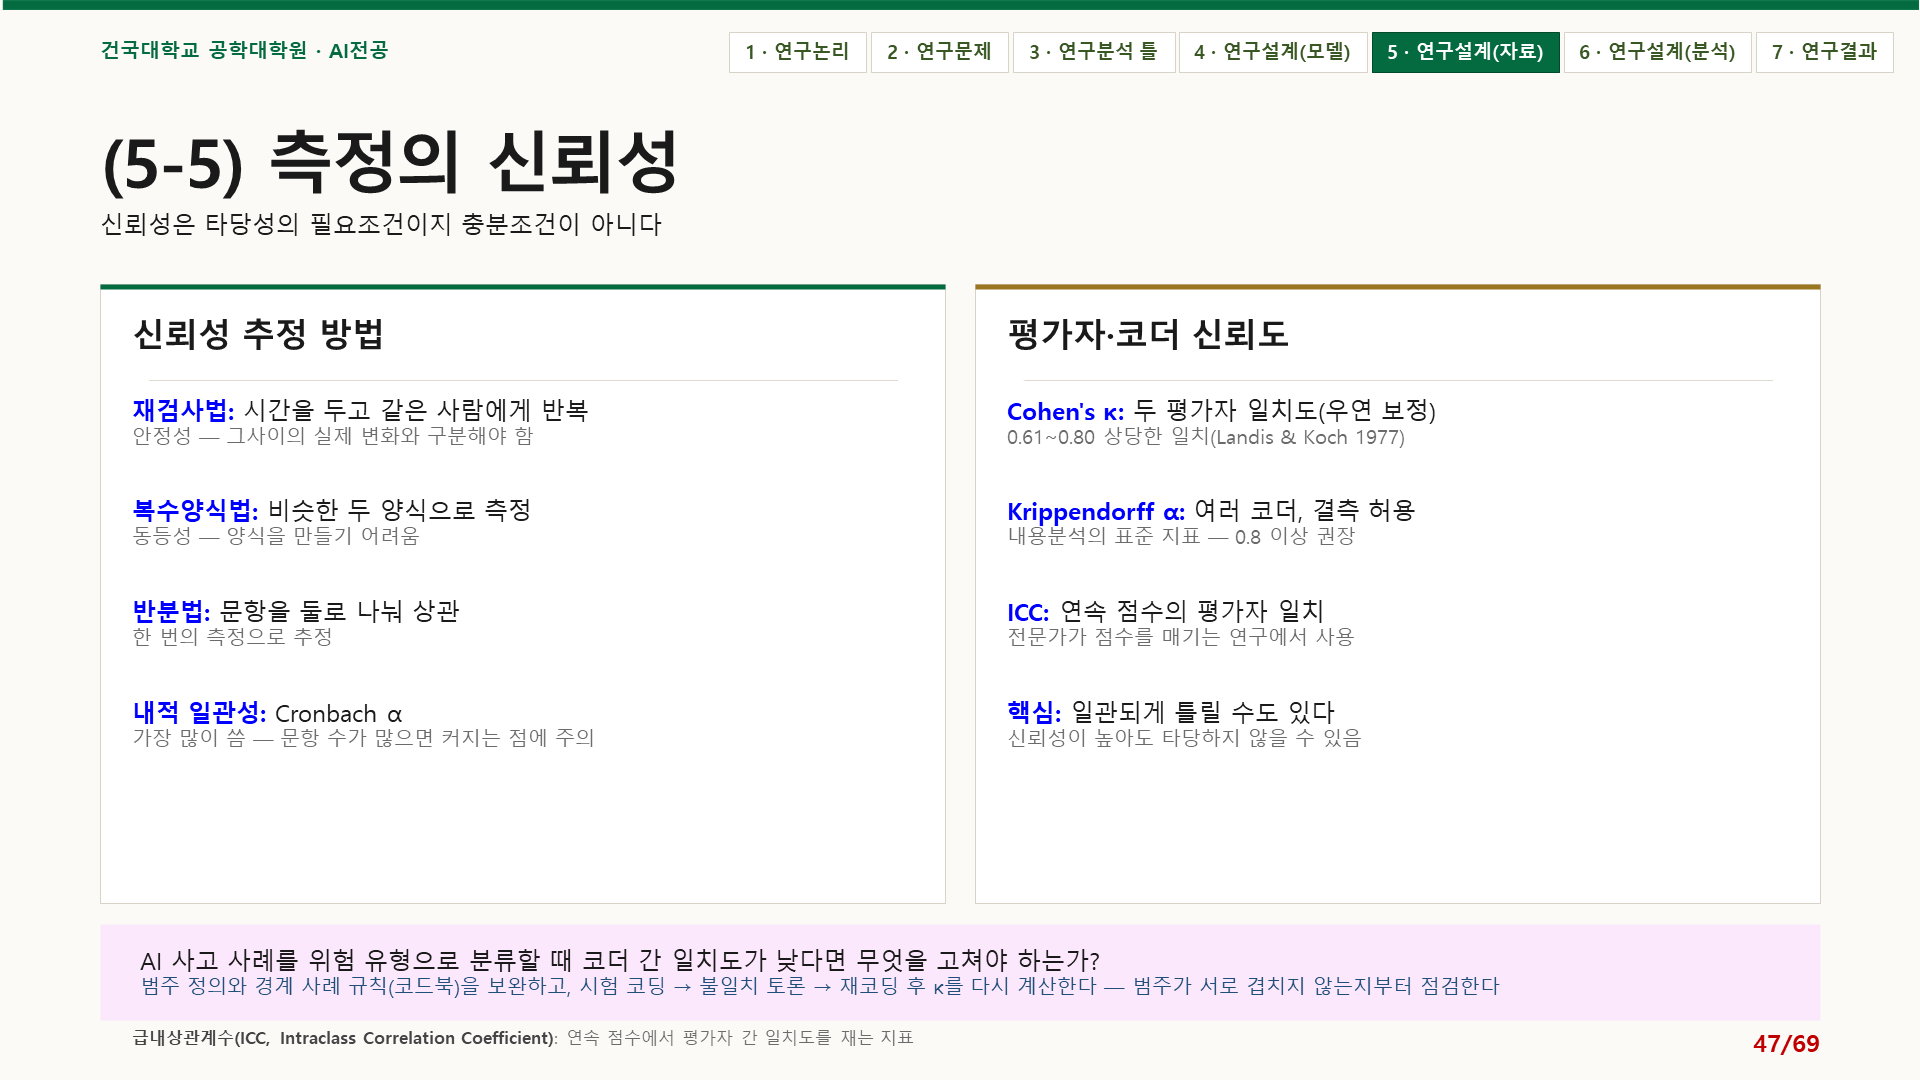 건국대학교 공학대학원 · AI전공
1 · 연구논리
2 · 연구문제
3 · 연구분석 틀
4 · 연구설계(모델)
5 · 연구설계(자료)
6 · 연구설계(분석)
7 · 연구결과
(5-5) 측정의 신뢰성
신뢰성은 타당성의 필요조건이지 충분조건이 아니다
신뢰성 추정 방법
재검사법: 시간을 두고 같은 사람에게 반복
안정성 — 그사이의 실제 변화와 구분해야 함
복수양식법: 비슷한 두 양식으로 측정
동등성 — 양식을 만들기 어려움
반분법: 문항을 둘로 나눠 상관
한 번의 측정으로 추정
내적 일관성: Cronbach α
가장 많이 씀 — 문항 수가 많으면 커지는 점에 주의
평가자·코더 신뢰도
Cohen's κ: 두 평가자 일치도(우연 보정)
0.61~0.80 상당한 일치(Landis & Koch 1977)
Krippendorff α: 여러 코더, 결측 허용
내용분석의 표준 지표 — 0.8 이상 권장
ICC: 연속 점수의 평가자 일치
전문가가 점수를 매기는 연구에서 사용
핵심: 일관되게 틀릴 수도 있다
신뢰성이 높아도 타당하지 않을 수 있음
AI 사고 사례를 위험 유형으로 분류할 때 코더 간 일치도가 낮다면 무엇을 고쳐야 하는가?
범주 정의와 경계 사례 규칙(코드북)을 보완하고, 시험 코딩 → 불일치 토론 → 재코딩 후 κ를 다시 계산한다 — 범주가 서로 겹치지 않는지부터 점검한다
급내상관계수(ICC, Intraclass Correlation Coefficient): 연속 점수에서 평가자 간 일치도를 재는 지표
47/69